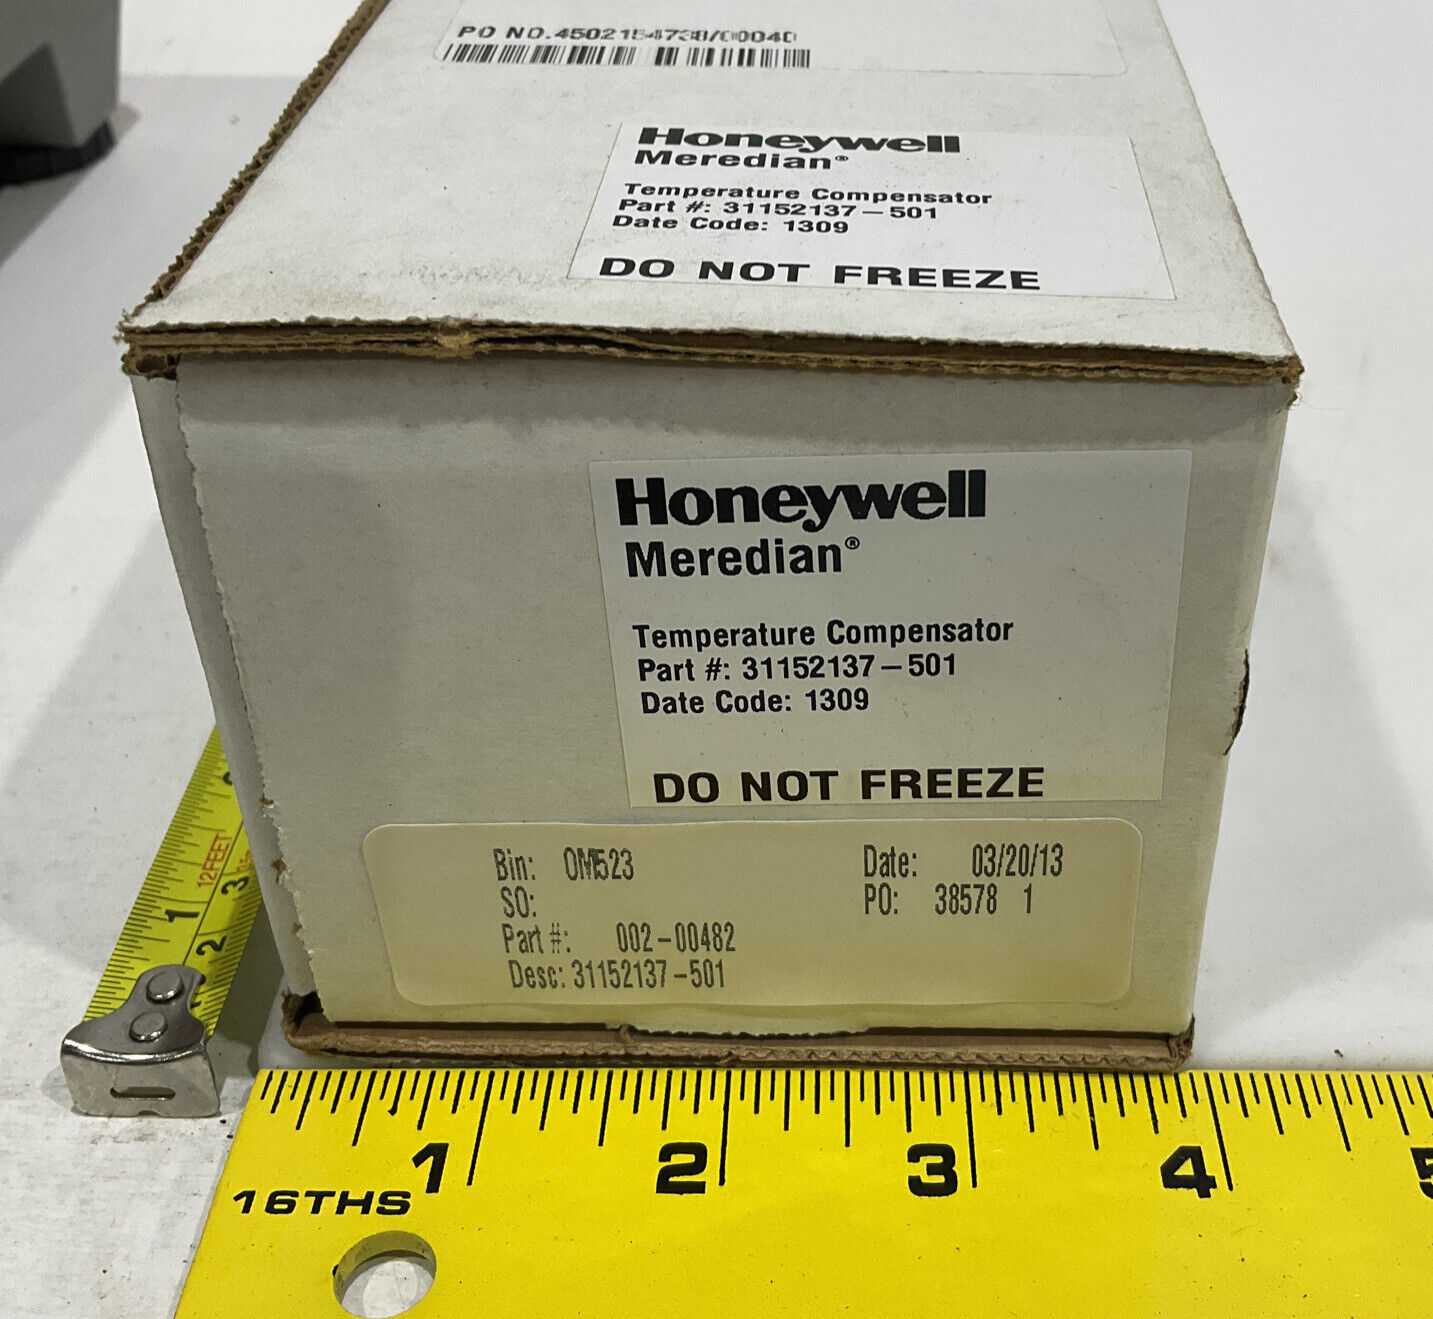 PO NO.4502154738/00040
Honeywell
Meredian®
Temperature Compensator
Part #: 31152137-501
Date Code: 1309
DO NOT FREEZE
Honeywell
Meredian®
Temperature Compensator
Part #: 31152137-501
Date Code: 1309
DO NOT FREEZE
Bin: OM523 Date: 03/20/13
SO: PO: 38578 1
Part #: 002-00482
Desc: 31152137-501
12FEET
1 2 3
1 2 3 4 5
16THS